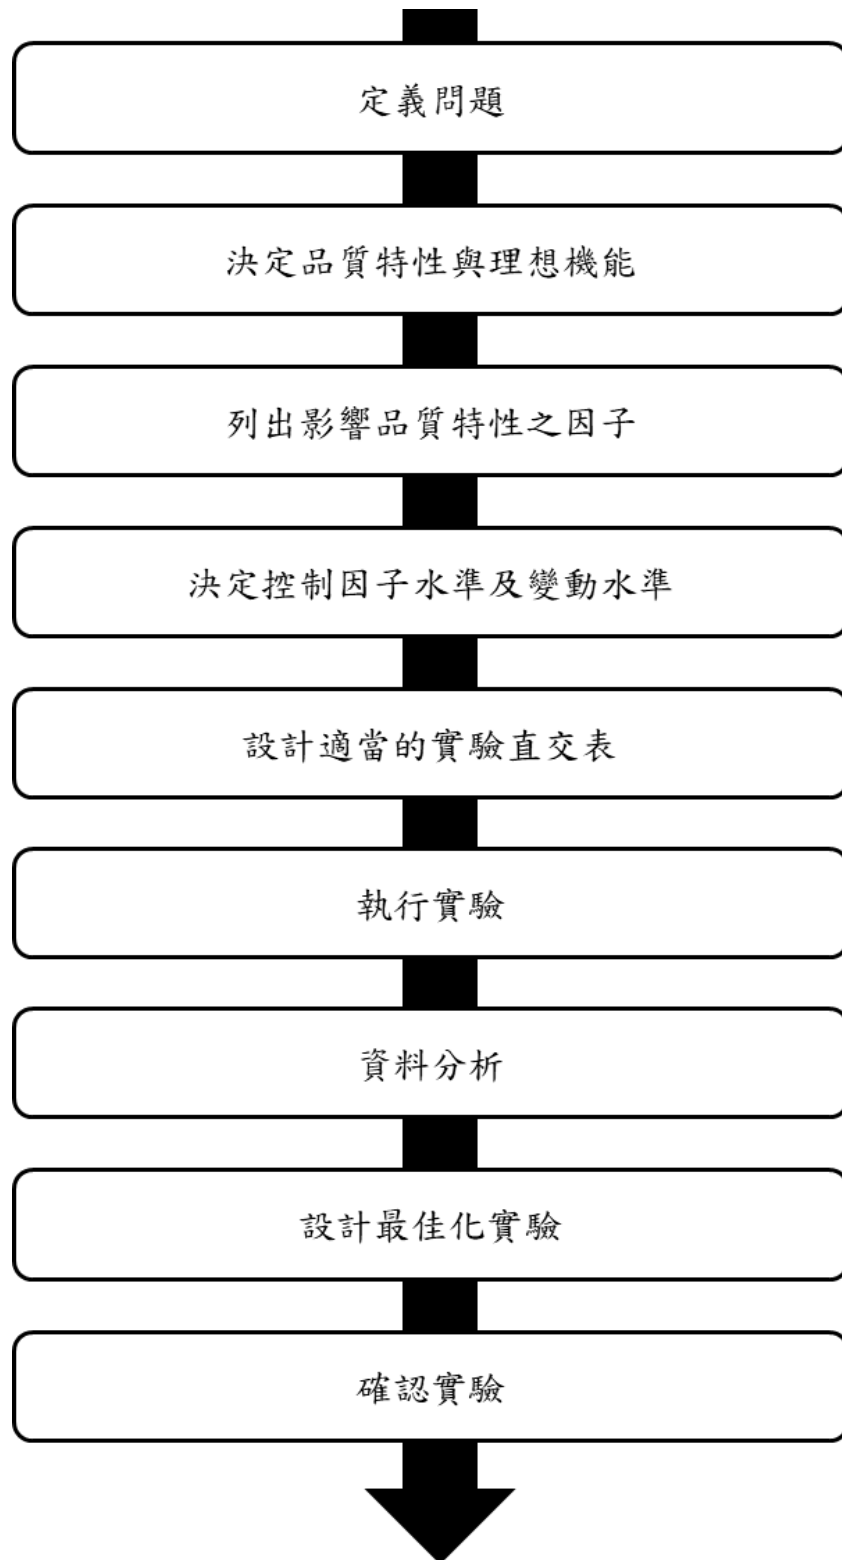 定義問題
決定品質特性與理想機能
列出影響品質特性之因子
決定控制因子水準及變動水準
設計適當的實驗直交表
執行實驗
資料分析
設計最佳化實驗
確認實驗